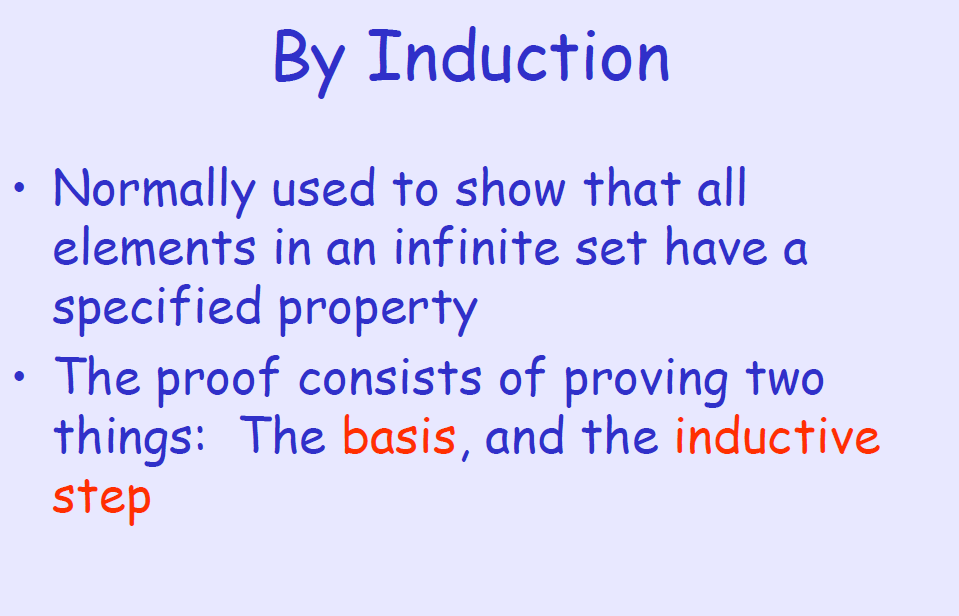 By Induction
• Normally used to show that all
elements in an infinite set have a
specified property
• The proof consists of proving two
things:  The basis, and the inductive
step